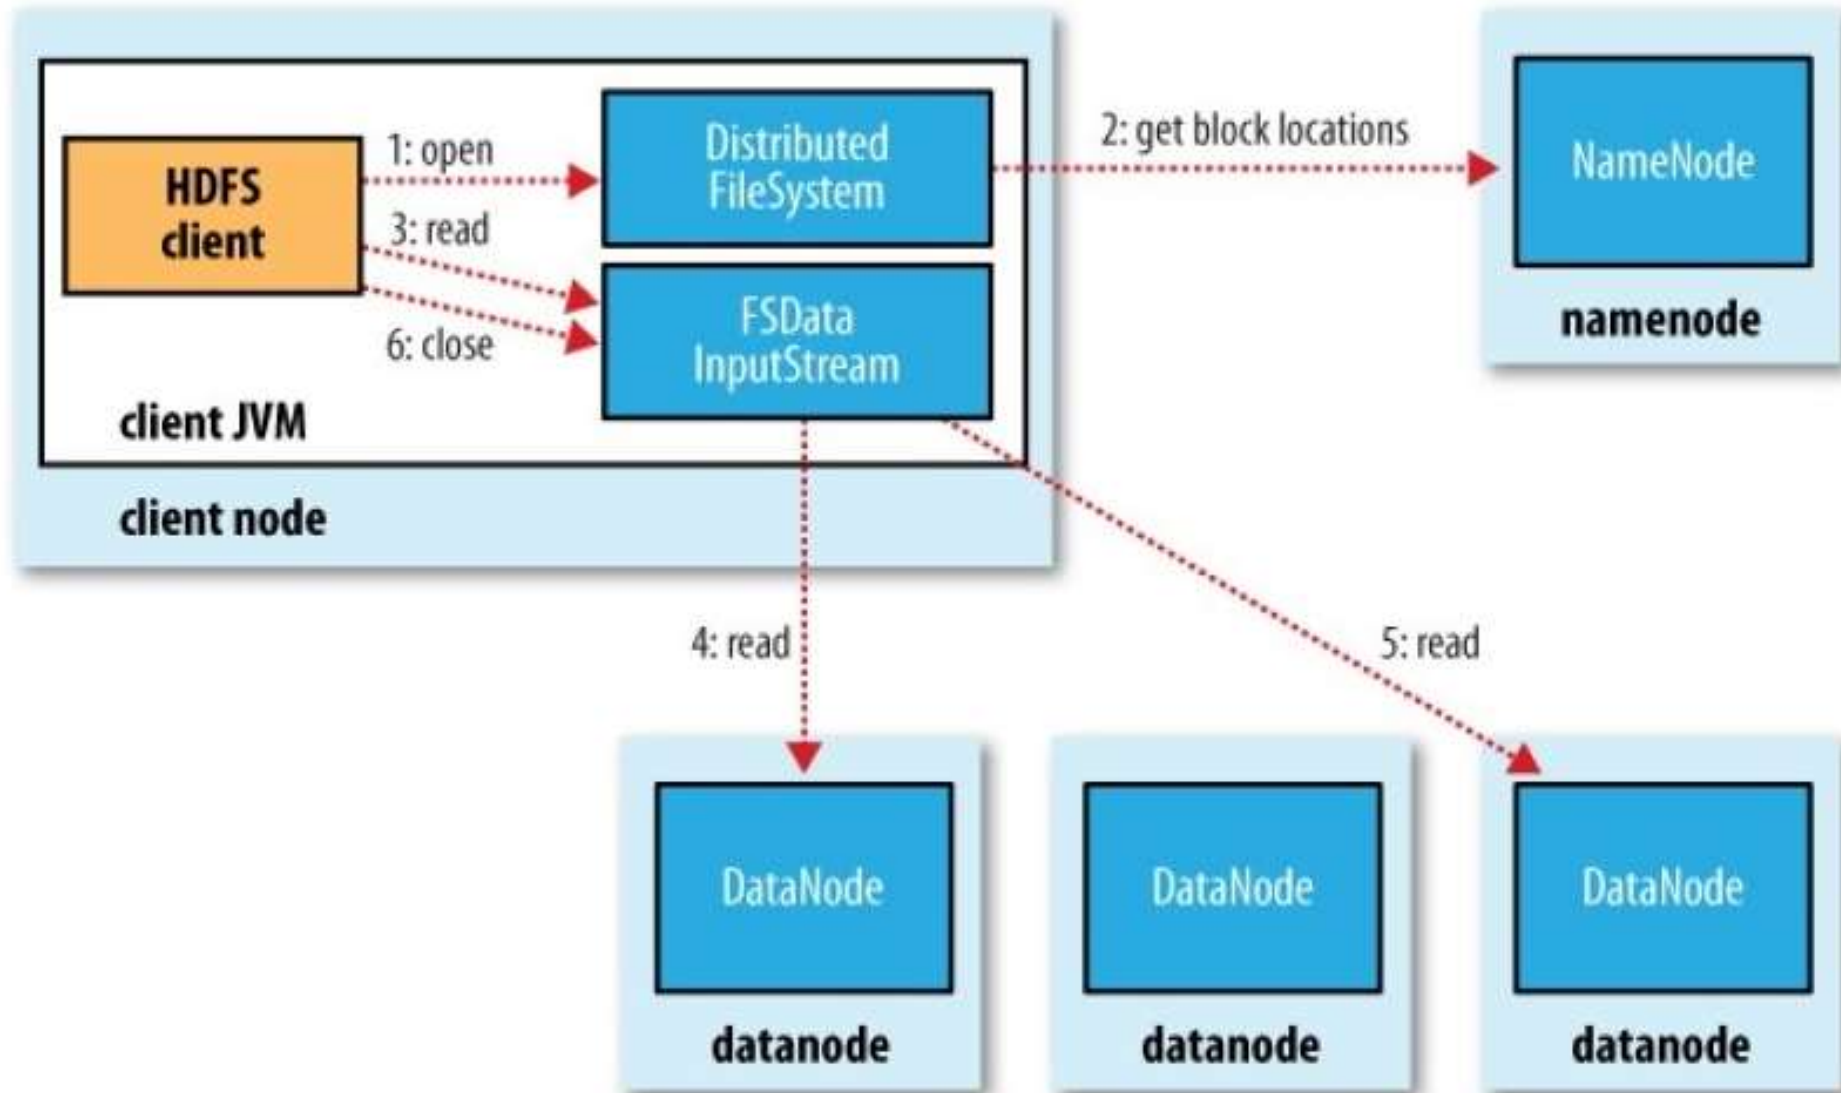 1: open
Distributed
FileSystem
2: get block locations
NameNode
HDFS
client
3: read
6: close
FSData
InputStream
namenode
client JVM
client node
4: read
5: read
DataNode
DataNode
DataNode
datanode
datanode
datanode